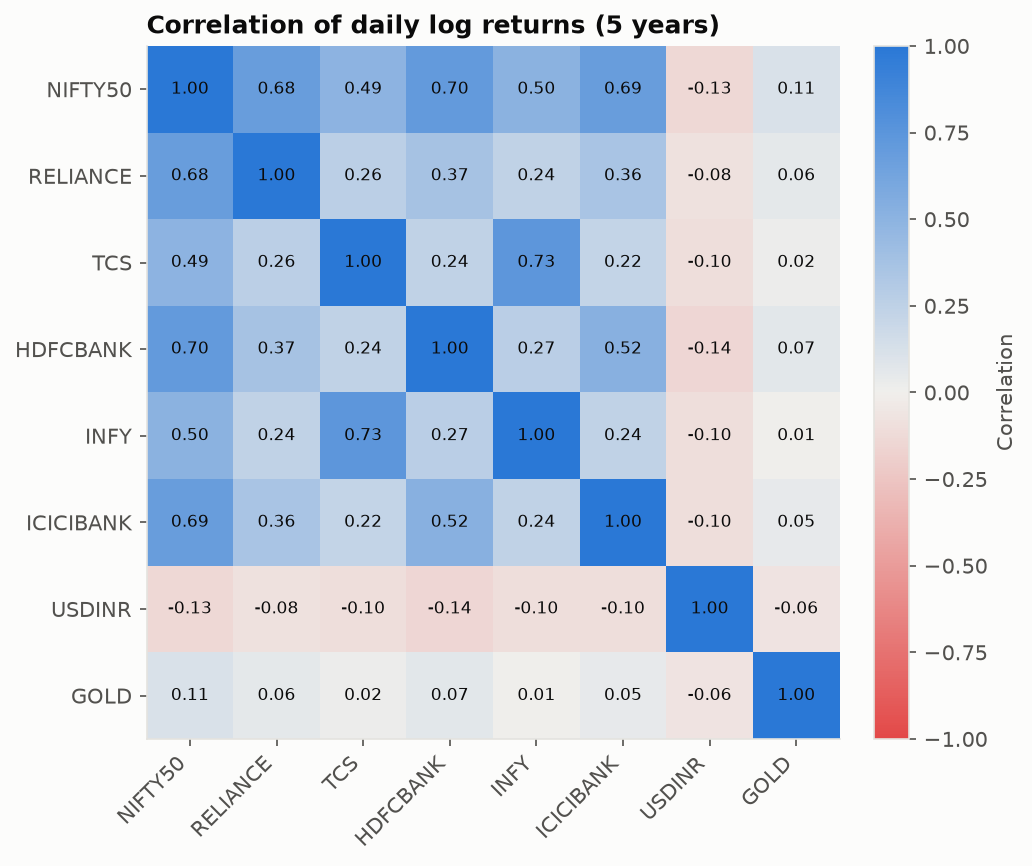 Correlation of daily log returns (5 years)
NIFTY50 1.00 0.68 0.49 0.70 0.50 0.69 -0.13 0.11
RELIANCE 0.68 1.00 0.26 0.37 0.24 0.36 -0.08 0.06
TCS 0.49 0.26 1.00 0.24 0.73 0.22 -0.10 0.02
HDFCBANK 0.70 0.37 0.24 1.00 0.27 0.52 -0.14 0.07
INFY 0.50 0.24 0.73 0.27 1.00 0.24 -0.10 0.01
ICICIBANK 0.69 0.36 0.22 0.52 0.24 1.00 -0.10 0.05
USDINR -0.13 -0.08 -0.10 -0.14 -0.10 -0.10 1.00 -0.06
GOLD 0.11 0.06 0.02 0.07 0.01 0.05 -0.06 1.00
NIFTY50 RELIANCE TCS HDFCBANK INFY ICICIBANK USDINR GOLD
1.00
0.75
0.50
0.25
0.00
−0.25
−0.50
−0.75
−1.00
Correlation